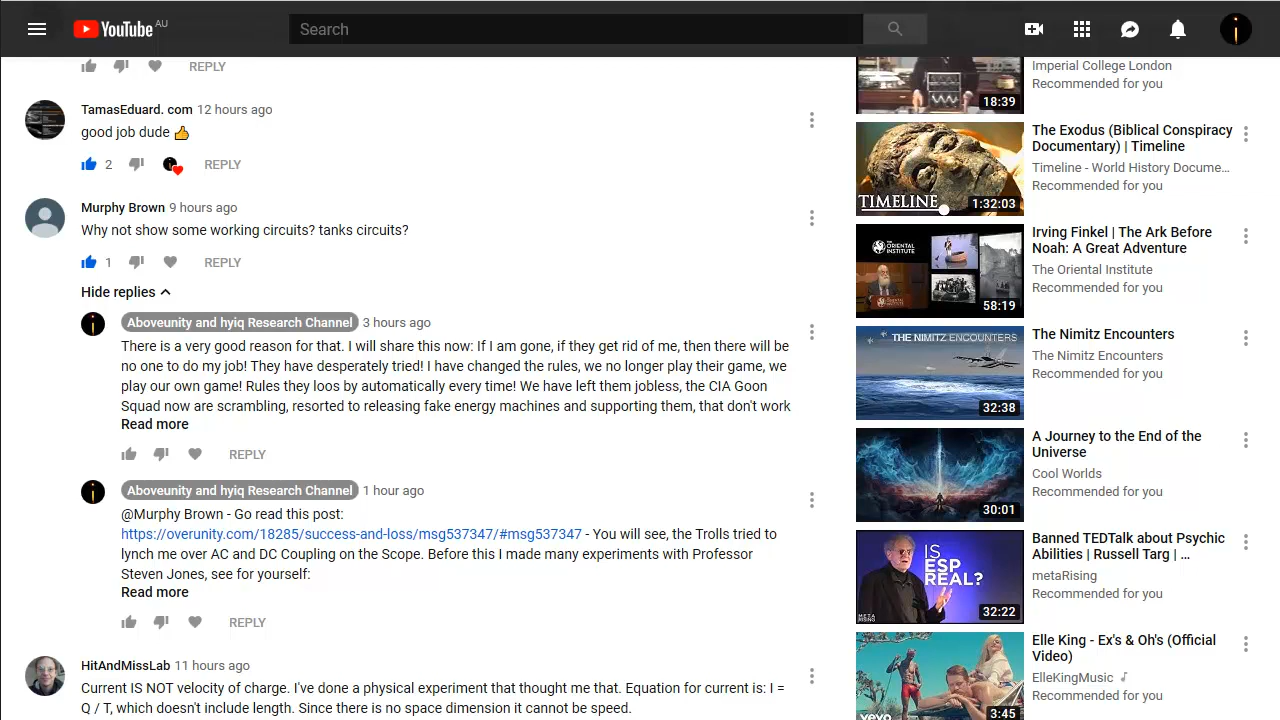 YouTube AU
Search
REPLY
TamasEduard. com 12 hours ago
good job dude 👍
2 REPLY
Murphy Brown 9 hours ago
Why not show some working circuits? tanks circuits?
1 REPLY
Hide replies
Aboveunity and hyiq Research Channel 3 hours ago
There is a very good reason for that. I will share this now: If I am gone, if they get rid of me, then there will be
no one to do my job! They have desperately tried! I have changed the rules, we no longer play their game, we
play our own game! Rules they loos by automatically every time! We have left them jobless, the CIA Goon
Squad now are scrambling, resorted to releasing fake energy machines and supporting them, that don't work
Read more
REPLY
Aboveunity and hyiq Research Channel 1 hour ago
@Murphy Brown - Go read this post:
https://overunity.com/18285/success-and-loss/msg537347/#msg537347 - You will see, the Trolls tried to
lynch me over AC and DC Coupling on the Scope. Before this I made many experiments with Professor
Steven Jones, see for yourself:
Read more
REPLY
HitAndMissLab 11 hours ago
Current IS NOT velocity of charge. I've done a physical experiment that thought me that. Equation for current is: I =
Q / T, which doesn't include length. Since there is no space dimension it cannot be speed.
18:39
Imperial College London
Recommended for you
TIMELINE
1:32:03
The Exodus (Biblical Conspiracy
Documentary) | Timeline
Timeline - World History Docume...
Recommended for you
THE ORIENTAL INSTITUTE
58:19
Irving Finkel | The Ark Before
Noah: A Great Adventure
The Oriental Institute
Recommended for you
THE NIMITZ ENCOUNTERS
32:38
The Nimitz Encounters
The Nimitz Encounters
Recommended for you
30:01
A Journey to the End of the
Universe
Cool Worlds
Recommended for you
IS
ESP
REAL?
META
RISING
32:22
Banned TEDTalk about Psychic
Abilities | Russell Targ | ...
metaRising
Recommended for you
vevo
3:45
Elle King - Ex's & Oh's (Official
Video)
ElleKingMusic
Recommended for you